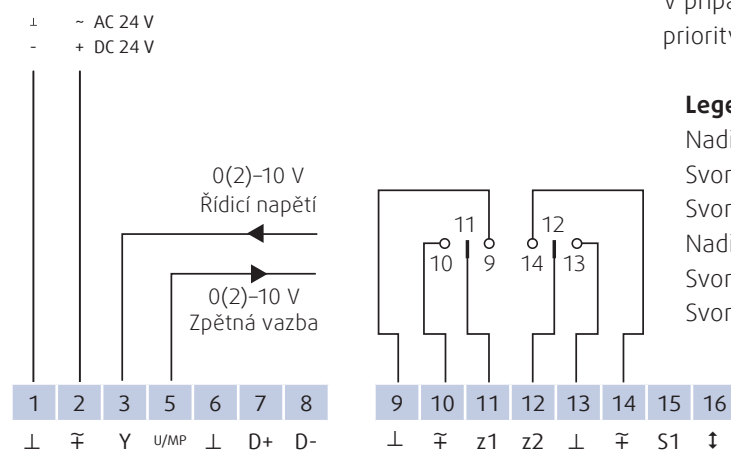 ⊥ ~ AC 24 V
- + DC 24 V
V přípa
priority
Lege
Nadi
Svor
Svor
Nadi
Svor
Svor
0(2)–10 V
Řídicí napětí
0(2)–10 V
Zpětná vazba
11 12
10 9 14 13
1 2 3 5 6 7 8 9 10 11 12 13 14 15 16
⊥ ∓ Y U/MP ⊥ D+ D- ⊥ ∓ z1 z2 ⊥ ∓ S1 ↕